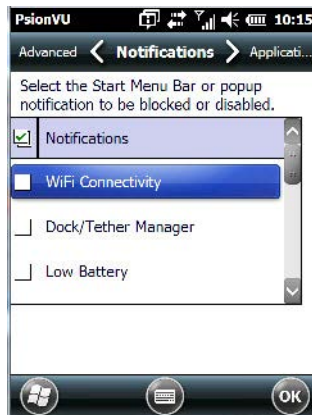 PsionVU 10:15
Advanced Notifications Applicati...
Select the Start Menu Bar or popup
notification to be blocked or disabled.
Notifications
WiFi Connectivity
Dock/Tether Manager
Low Battery
OK